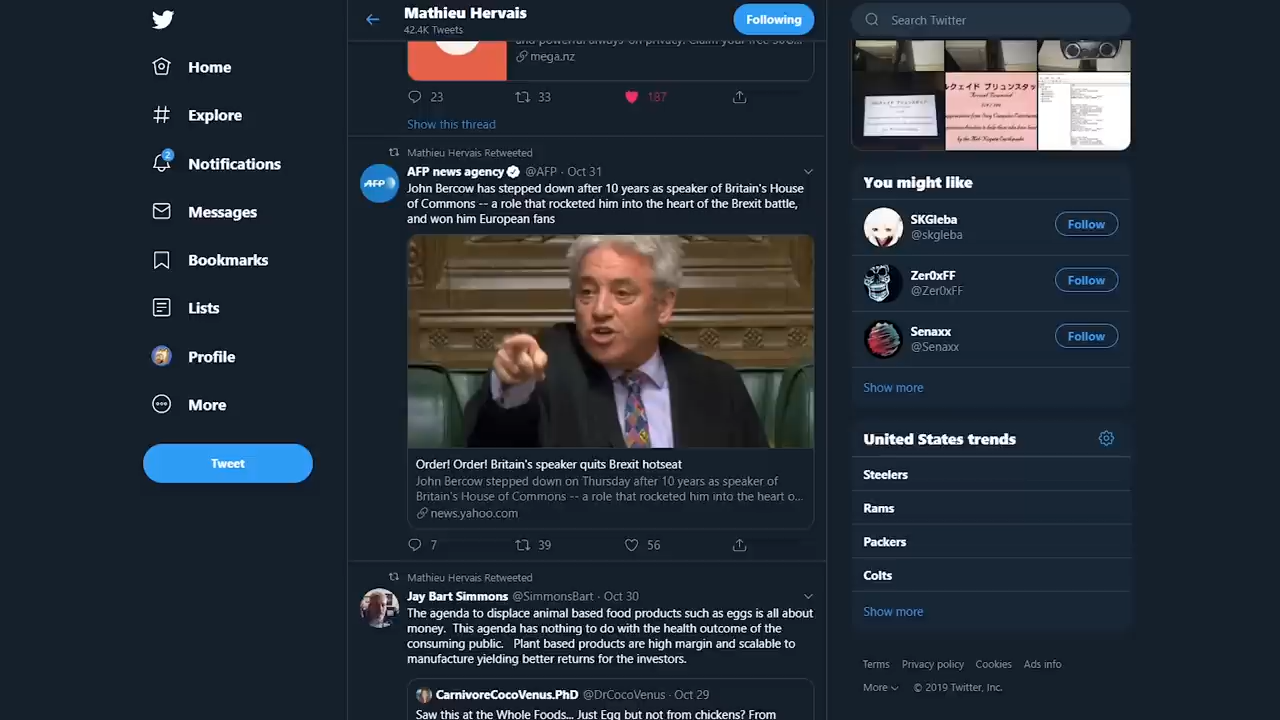 Home
Explore
2
Notifications
Messages
Bookmarks
Lists
Profile
More
Tweet
Mathieu Hervais
42.4K Tweets
Following
and powerful always-on privacy. Claim your free 50G...
mega.nz
23
33
187
Show this thread
Mathieu Hervais Retweeted
AFP
AFP news agency @AFP · Oct 31
John Bercow has stepped down after 10 years as speaker of Britain's House
of Commons -- a role that rocketed him into the heart of the Brexit battle,
and won him European fans
Order! Order! Britain's speaker quits Brexit hotseat
John Bercow stepped down on Thursday after 10 years as speaker of
Britain's House of Commons -- a role that rocketed him into the heart o...
news.yahoo.com
7
39
56
Mathieu Hervais Retweeted
Jay Bart Simmons @SimmonsBart · Oct 30
The agenda to displace animal based food products such as eggs is all about
money. This agenda has nothing to do with the health outcome of the
consuming public. Plant based products are high margin and scalable to
manufacture yielding better returns for the investors.
CarnivoreCocoVenus.PhD @DrCocoVenus · Oct 29
Saw this at the Whole Foods... Just Egg but not from chickens? From
Search Twitter
You might like
SKGleba
@skgleba
Follow
Zer0xFF
@Zer0xFF
Follow
Senaxx
@Senaxx
Follow
Show more
United States trends
Steelers
Rams
Packers
Colts
Show more
Terms Privacy policy Cookies Ads info
More © 2019 Twitter, Inc.